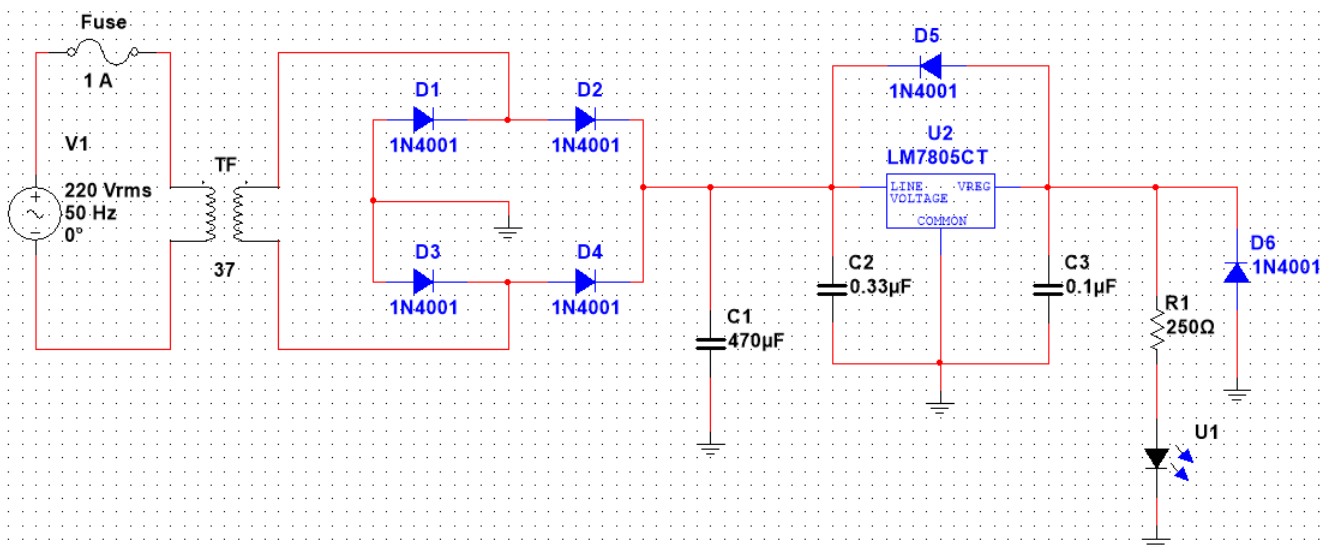 Fuse
1 A
V1
220 Vrms
50 Hz
0°
TF
37
D1
1N4001
D2
1N4001
D3
1N4001
D4
1N4001
C1
470µF
D5
1N4001
U2
LM7805CT
LINE VREG
VOLTAGE
COMMON
C2
0.33µF
C3
0.1µF
R1
250Ω
D6
1N4001
U1